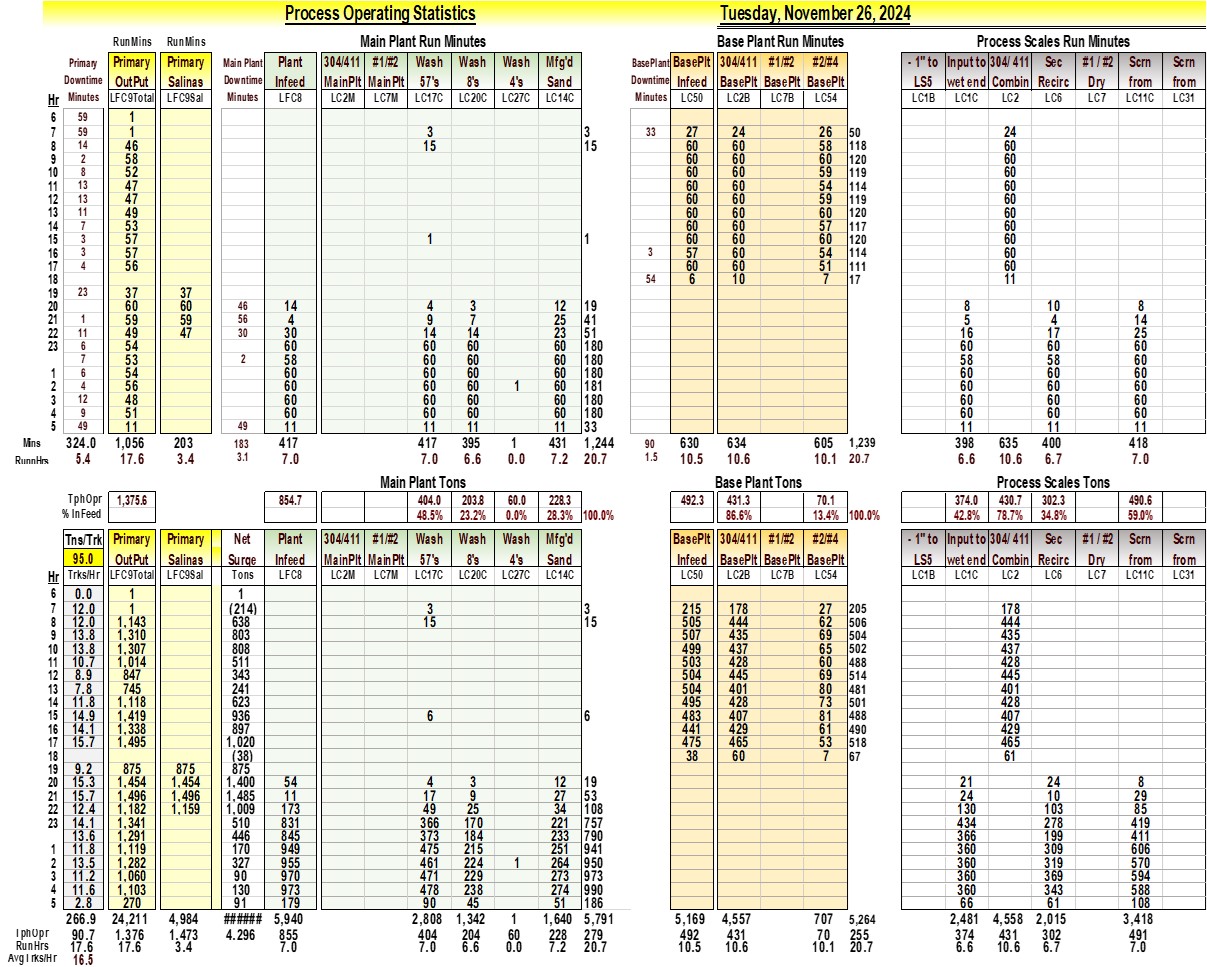 Process Operating Statistics Tuesday, November 26, 2024
RunMins RunMins Main Plant Run Minutes Base Plant Run Minutes Process Scales Run Minutes
Primary Primary Primary Main Plant Plant 304/411 #1/#2 Wash Wash Wash Mfg'd BasePlant BasePlt 304/411 #1/#2 #2/#4 - 1" to Input to 304/ 411 Sec #1 / #2 Scrn Scrn
Downtime OutPut Salinas Downtime Infeed MainPlt MainPlt 57's 8's 4's Sand Downtime Infeed BasePlt BasePlt BasePlt LS5 wet end Combin Recirc Dry from from
Hr Minutes LFC9Total LFC9Sal Minutes LFC8 LC2M LC7M LC17C LC20C LC27C LC14C Minutes LC50 LC2B LC7B LC54 LC1B LC1C LC2 LC6 LC7 LC11C LC31
6 59 1
7 59 1 3 3 33 27 24 26 50 24
8 14 46 15 15 60 60 58 118 60
9 2 58 60 60 60 120 60
10 8 52 60 60 59 119 60
11 13 47 60 60 54 114 60
12 13 47 60 60 59 119 60
13 11 49 60 60 60 120 60
14 7 53 60 60 57 117 60
15 3 57 1 1 60 60 60 120 60
16 3 57 3 57 60 54 114 60
17 4 56 60 60 51 111 60
18 54 6 10 7 17 11
19 23 37 37
20 60 60 46 14 4 3 12 19 8 10 8
21 1 59 59 56 4 9 7 25 41 5 4 14
22 11 49 47 30 30 14 14 23 51 16 17 25
23 6 54 60 60 60 60 180 60 60 60
7 53 2 58 60 60 60 180 58 58 60
1 6 54 60 60 60 60 180 60 60 60
2 4 56 60 60 60 1 60 181 60 60 60
3 12 48 60 60 60 60 180 60 60 60
4 9 51 60 60 60 60 180 60 60 60
5 49 11 49 11 11 11 11 33 11 11 11
Mins 324.0 1,056 203 183 417 417 395 1 431 1,244 90 630 634 605 1,239 398 635 400 418
RunnHrs 5.4 17.6 3.4 3.1 7.0 7.0 6.6 0.0 7.2 20.7 1.5 10.5 10.6 10.1 20.7 6.6 10.6 6.7 7.0
Main Plant Tons Base Plant Tons Process Scales Tons
TphOpr 1,375.6 854.7 404.0 203.8 60.0 228.3 492.3 431.3 70.1 374.0 430.7 302.3 490.6
% InFeed 48.5% 23.2% 0.0% 28.3% 100.0% 86.6% 13.4% 100.0% 42.8% 78.7% 34.8% 59.0%
Tns/Trk Primary Primary Net Plant 304/411 #1/#2 Wash Wash Wash Mfg'd BasePlt 304/411 #1/#2 #2/#4 - 1" to Input to 304/ 411 Sec #1 / #2 Scrn Scrn
95.0 OutPut Salinas Surge Infeed MainPlt MainPlt 57's 8's 4's Sand Infeed BasePlt BasePlt BasePlt LS5 wet end Combin Recirc Dry from from
Hr Trks/Hr LFC9Total LFC9Sal Tons LFC8 LC2M LC7M LC17C LC20C LC27C LC14C LC50 LC2B LC7B LC54 LC1B LC1C LC2 LC6 LC7 LC11C LC31
6 0.0 1 1
7 12.0 1 (214) 3 3 215 178 27 205 178
8 12.0 1,143 638 15 15 505 444 62 506 444
9 13.8 1,310 803 507 435 69 504 435
10 13.8 1,307 808 499 437 65 502 437
11 10.7 1,014 511 503 428 60 488 428
12 8.9 847 343 504 445 69 514 445
13 7.8 745 241 504 401 80 481 401
14 11.8 1,118 623 495 428 73 501 428
15 14.9 1,419 936 6 6 483 407 81 488 407
16 14.1 1,338 897 441 429 61 490 429
17 15.7 1,495 1,020 475 465 53 518 465
18 (38) 38 60 7 67 61
19 9.2 875 875 875
20 15.3 1,454 1,454 1,400 54 4 3 12 19 21 24 8
21 15.7 1,496 1,496 1,485 11 17 9 27 53 24 10 29
22 12.4 1,182 1,159 1,009 173 49 25 34 108 130 103 85
23 14.1 1,341 510 831 366 170 221 757 434 278 419
13.6 1,291 446 845 373 184 233 790 366 199 411
1 11.8 1,119 170 949 475 215 251 941 360 309 606
2 13.5 1,282 327 955 461 224 1 264 950 360 319 570
3 11.2 1,060 90 970 471 229 273 973 360 369 594
4 11.6 1,103 130 973 478 238 274 990 360 343 588
5 2.8 270 91 179 90 45 51 186 66 61 108
266.9 24,211 4,984 ###### 5,940 2,808 1,342 1 1,640 5,791 5,169 4,557 707 5,264 2,481 4,558 2,015 3,418
TphOpr 90.7 1,376 1,473 4.296 855 404 204 60 228 279 492 431 70 255 374 431 302 491
RunHrs 17.6 17.6 3.4 7.0 7.0 6.6 0.0 7.2 20.7 10.5 10.6 10.1 20.7 6.6 10.6 6.7 7.0
AvgTrks/Hr 16.5